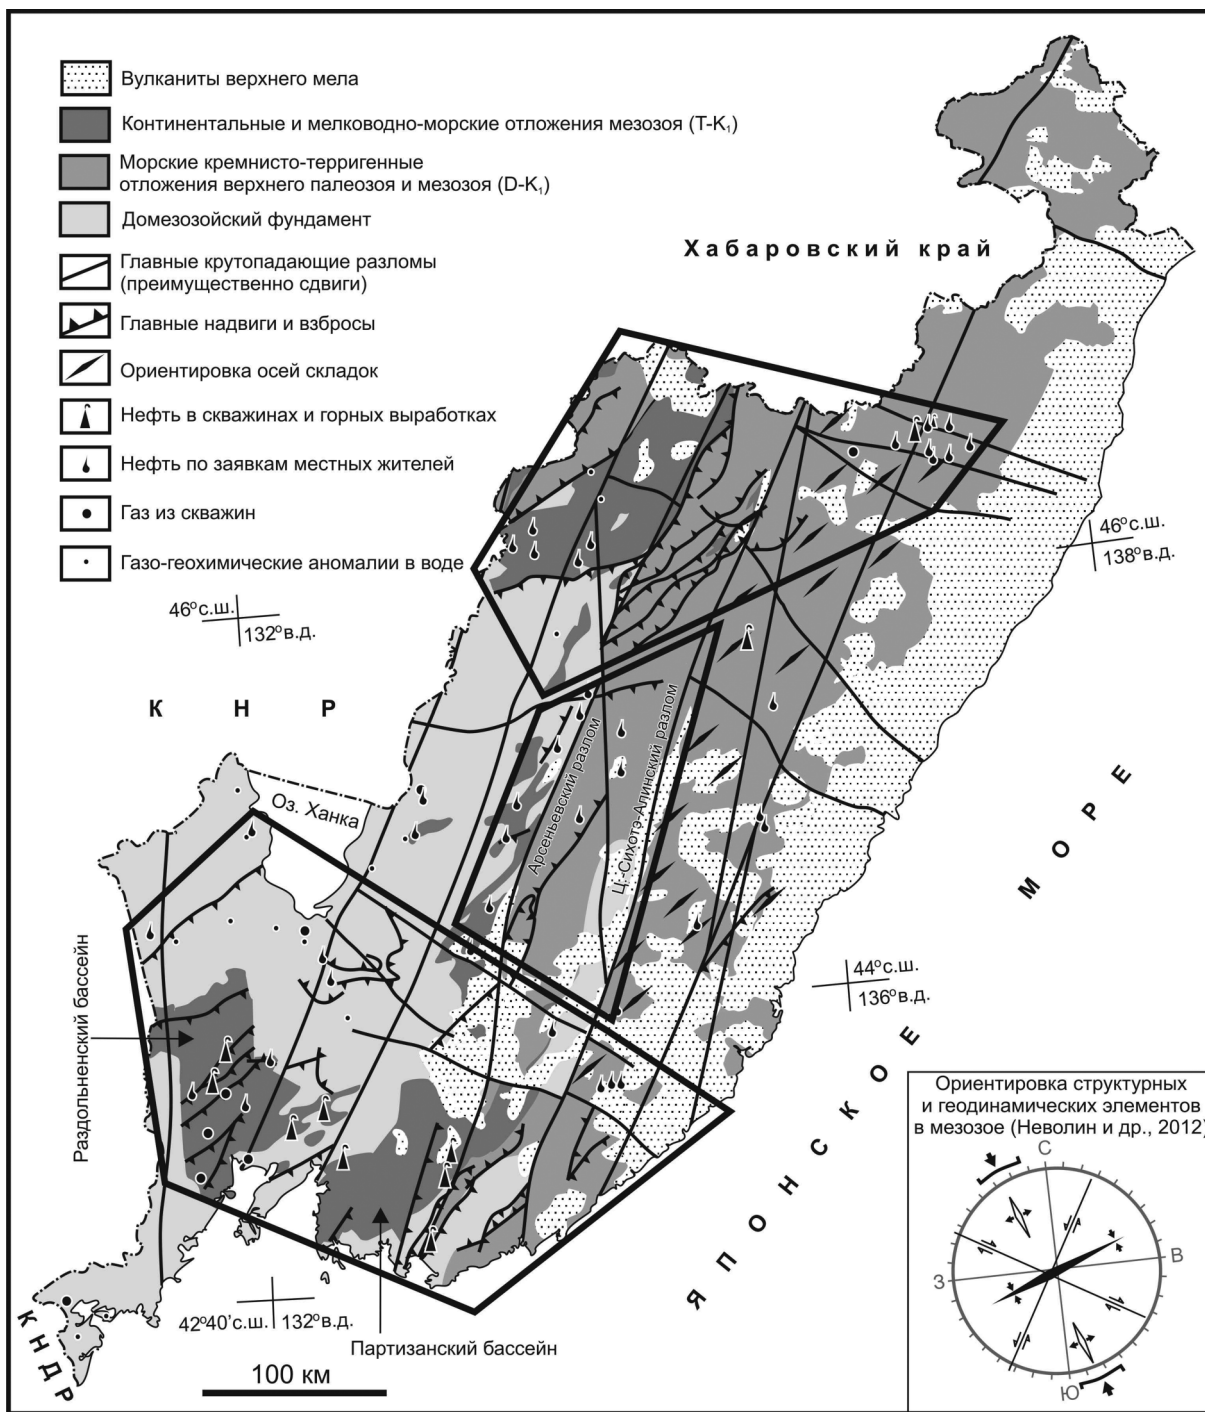 Вулканиты верхнего мела
Континентальные и мелководно-морские отложения мезозоя (T-K₁)
Морские кремнисто-терригенные
отложения верхнего палеозоя и мезозоя (D-K₁)
Домезозойский фундамент
Главные крутопадающие разломы
(преимущественно сдвиги)
Главные надвиги и взбросы
Ориентировка осей складок
Нефть в скважинах и горных выработках
Нефть по заявкам местных жителей
Газ из скважин
Газо-геохимические аномалии в воде
Хабаровский край
46°с.ш.
132°в.д.
46°с.ш.
138°в.д.
КНР
Оз. Ханка
Арсеньевский разлом
Ц.-Сихотэ-Алинский разлом
44°с.ш.
136°в.д.
ЯПОНСКОЕ МОРЕ
Раздольненский бассейн
Партизанский бассейн
42°40'с.ш.
132°в.д.
КНДР
100 км
Ориентировка структурных
и геодинамических элементов
в мезозое (Неволин и др., 2012)
С
З
В
Ю